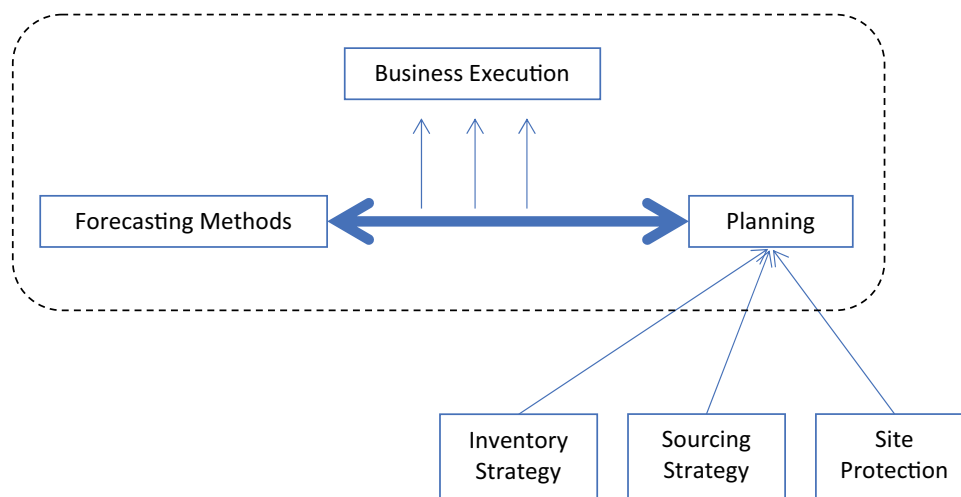 Business Execution
Forecasting Methods
Planning
Inventory
Strategy
Sourcing
Strategy
Site
Protection